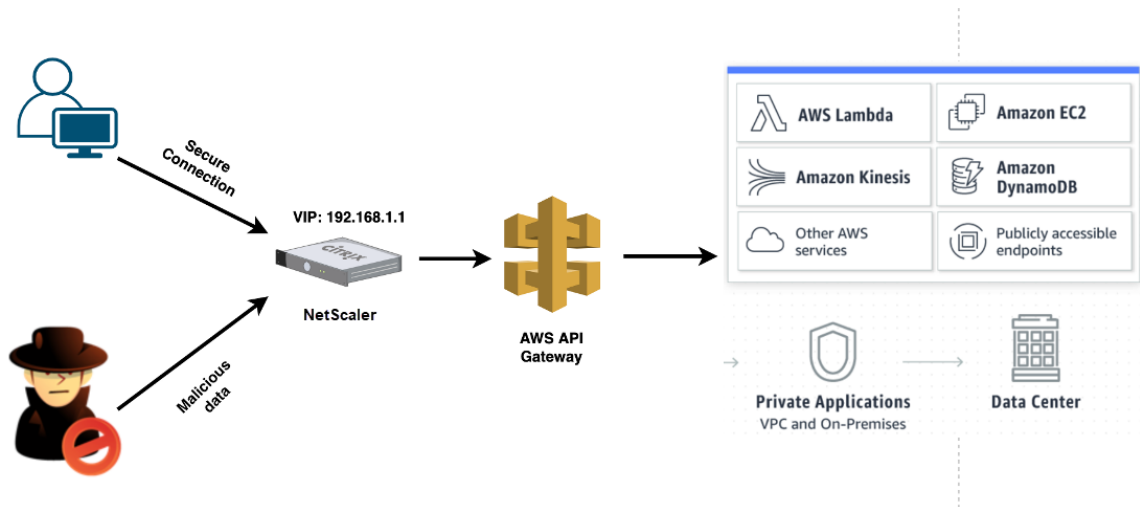 Secure
Connection
VIP: 192.168.1.1
CITRIX
NetScaler
Malicious
data
AWS API
Gateway
AWS Lambda
Amazon EC2
Amazon Kinesis
Amazon
DynamoDB
Other AWS
services
Publicly accessible
endpoints
Private Applications
VPC and On-Premises
Data Center